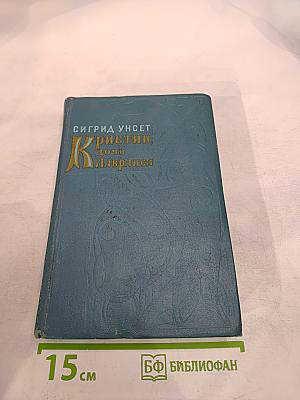 СИГРИД УНСЕТ
Кристин,
дочь
Лавранса
15 см
БФ БИБЛИОФАН